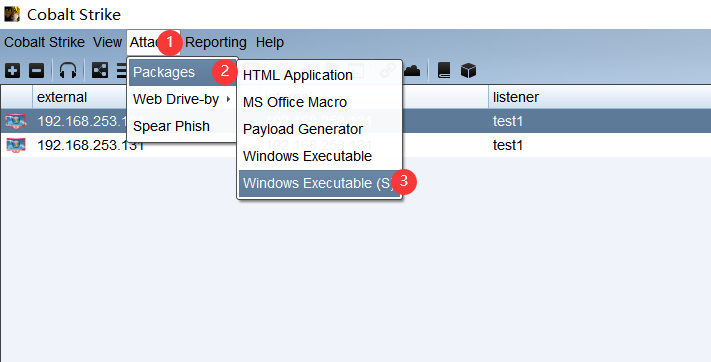 Cobalt Strike
Cobalt Strike View Attac 1 Reporting Help
Packages 2
Web Drive-by
Spear Phish
HTML Application
MS Office Macro
Payload Generator
Windows Executable
Windows Executable (S) 3
external listener
192.168.253.1 test1
192.168.253.131 test1